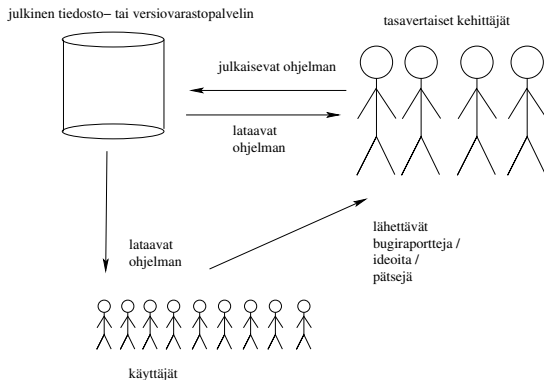 julkinen tiedosto− tai versiovarastopalvelin
tasavertaiset kehittäjät
julkaisevat ohjelman
lataavat
ohjelman
lataavat
ohjelman
lähettävät
bugiraportteja /
ideoita /
pätsejä
käyttäjät